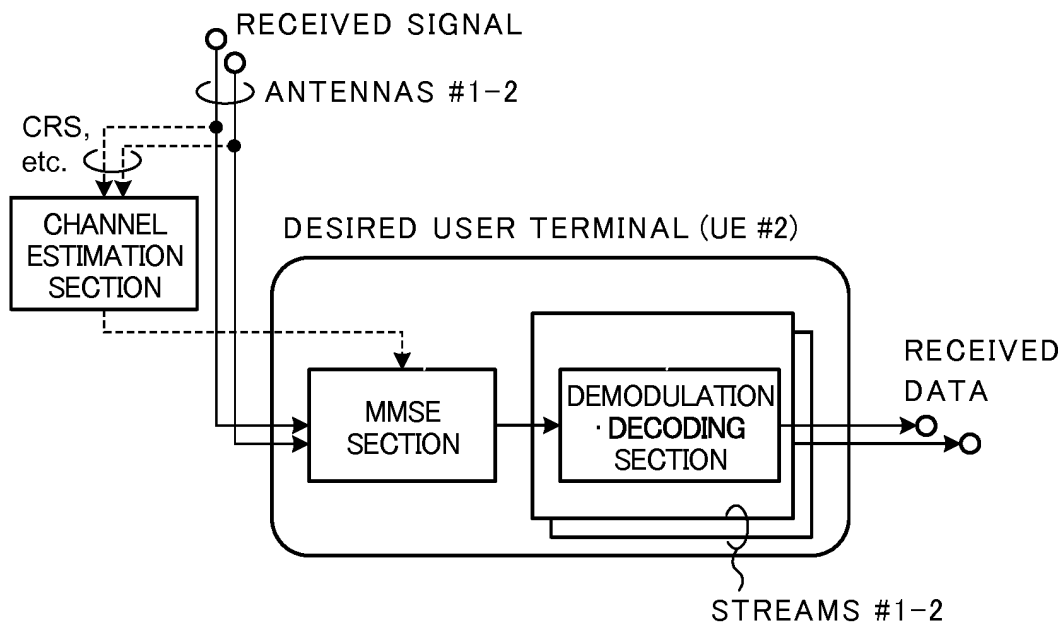 RECEIVED SIGNAL
ANTENNAS #1-2
CRS,
etc.
CHANNEL
ESTIMATION
SECTION
DESIRED USER TERMINAL (UE #2)
MMSE
SECTION
DEMODULATION
·DECODING
SECTION
RECEIVED
DATA
STREAMS #1-2